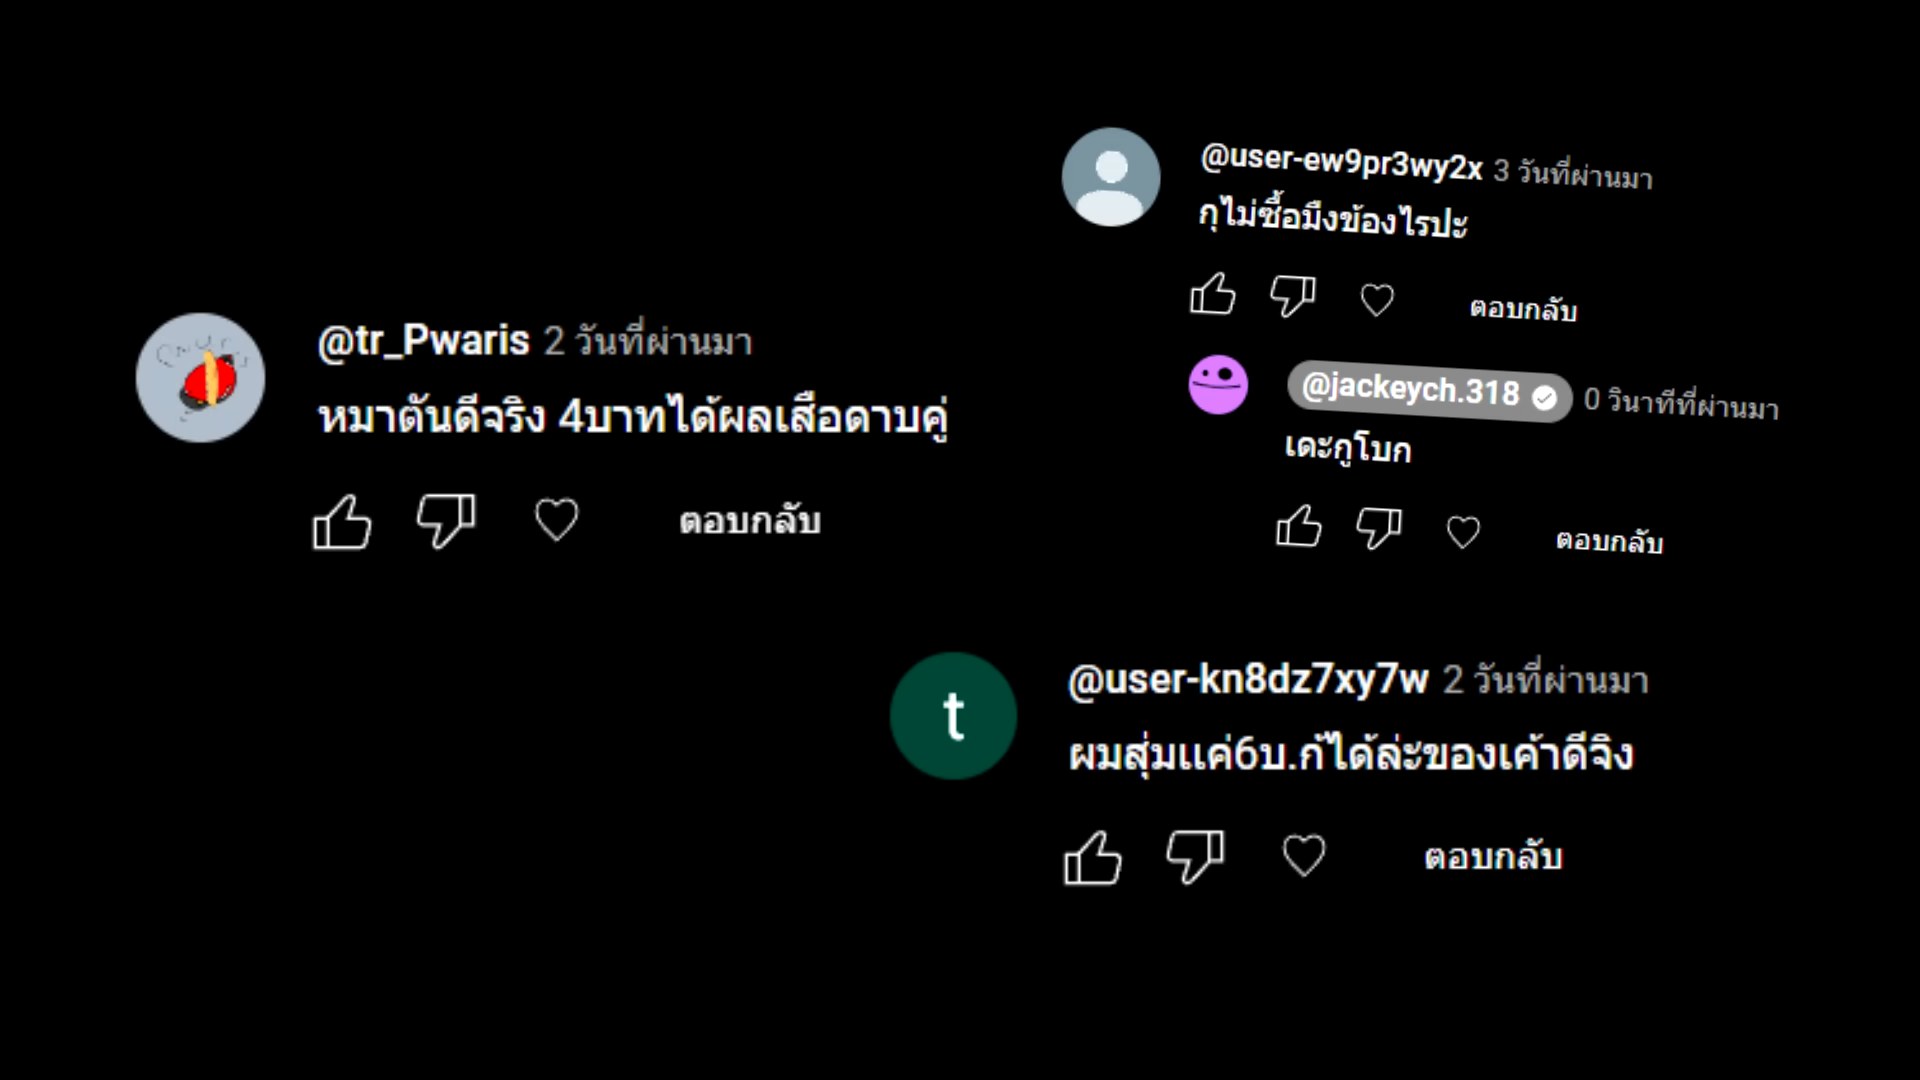 @tr_Pwaris 2 วันที่ผ่านมา
หมาตันดีจริง 4บาทได้ผลเสือดาบคู่
ตอบกลับ
@user-ew9pr3wy2x 3 วันที่ผ่านมา
กุไม่ซื้อมึงข้องไรปะ
ตอบกลับ
@jackeych.318 0 วินาทีที่ผ่านมา
เดะกูโบก
ตอบกลับ
t
@user-kn8dz7xy7w 2 วันที่ผ่านมา
ผมสุ่มแค่6บ.ก้ได้ล่ะของเค้าดีจิง
ตอบกลับ